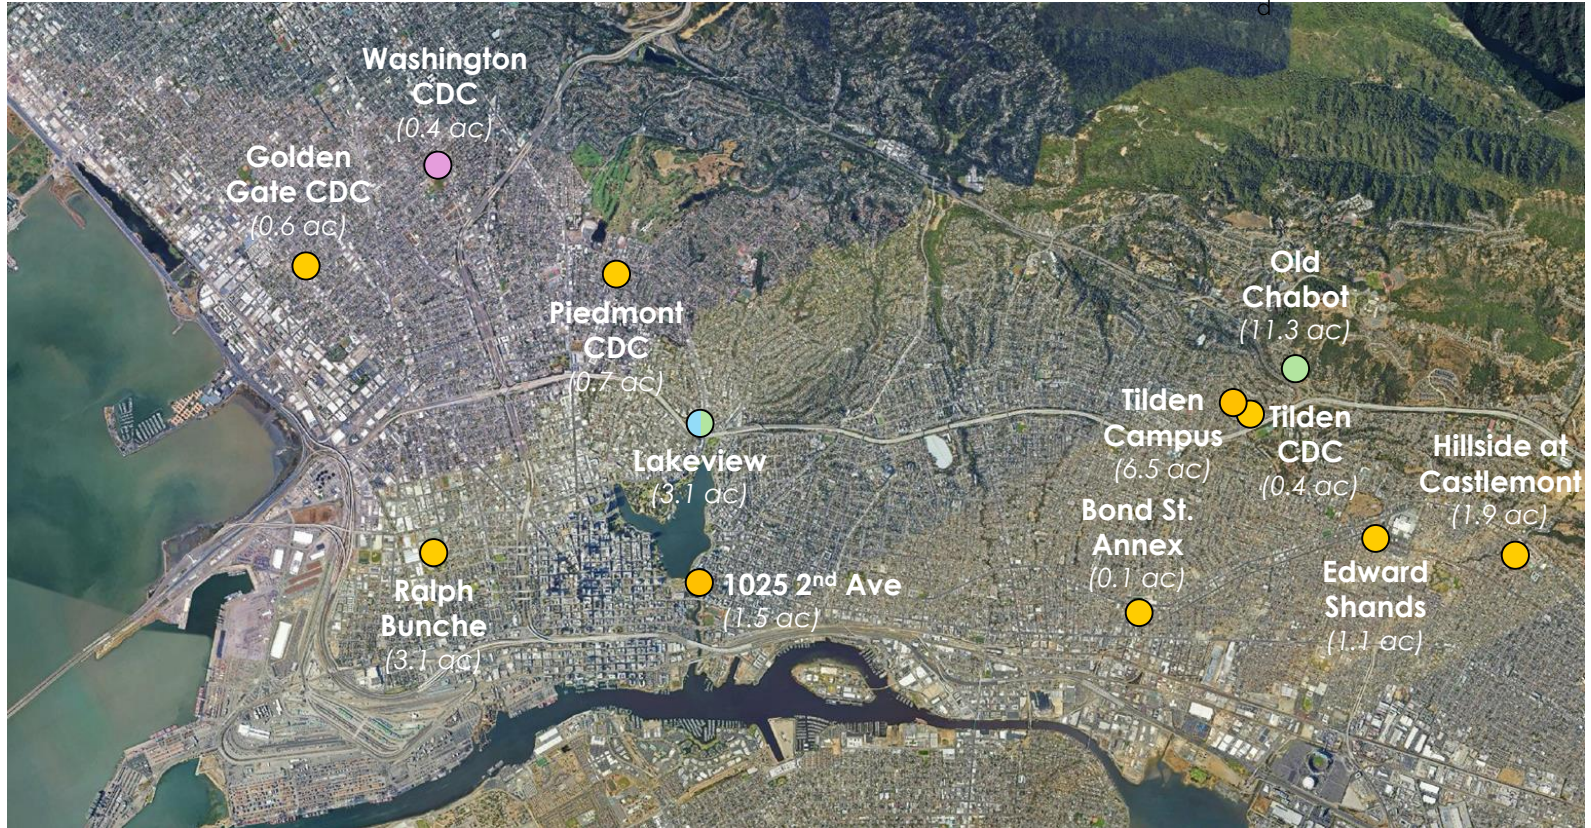 d
Washington
CDC
(0.4 ac)
Golden
Gate CDC
(0.6 ac)
Piedmont
CDC
(0.7 ac)
Old
Chabot
(11.3 ac)
Tilden
Campus
(6.5 ac)
Tilden
CDC
(0.4 ac)
Hillside at
Castlemont
(1.9 ac)
Lakeview
(3.1 ac)
Bond St.
Annex
(0.1 ac)
Ralph
Bunche
(3.1 ac)
1025 2nd Ave
(1.5 ac)
Edward
Shands
(1.1 ac)